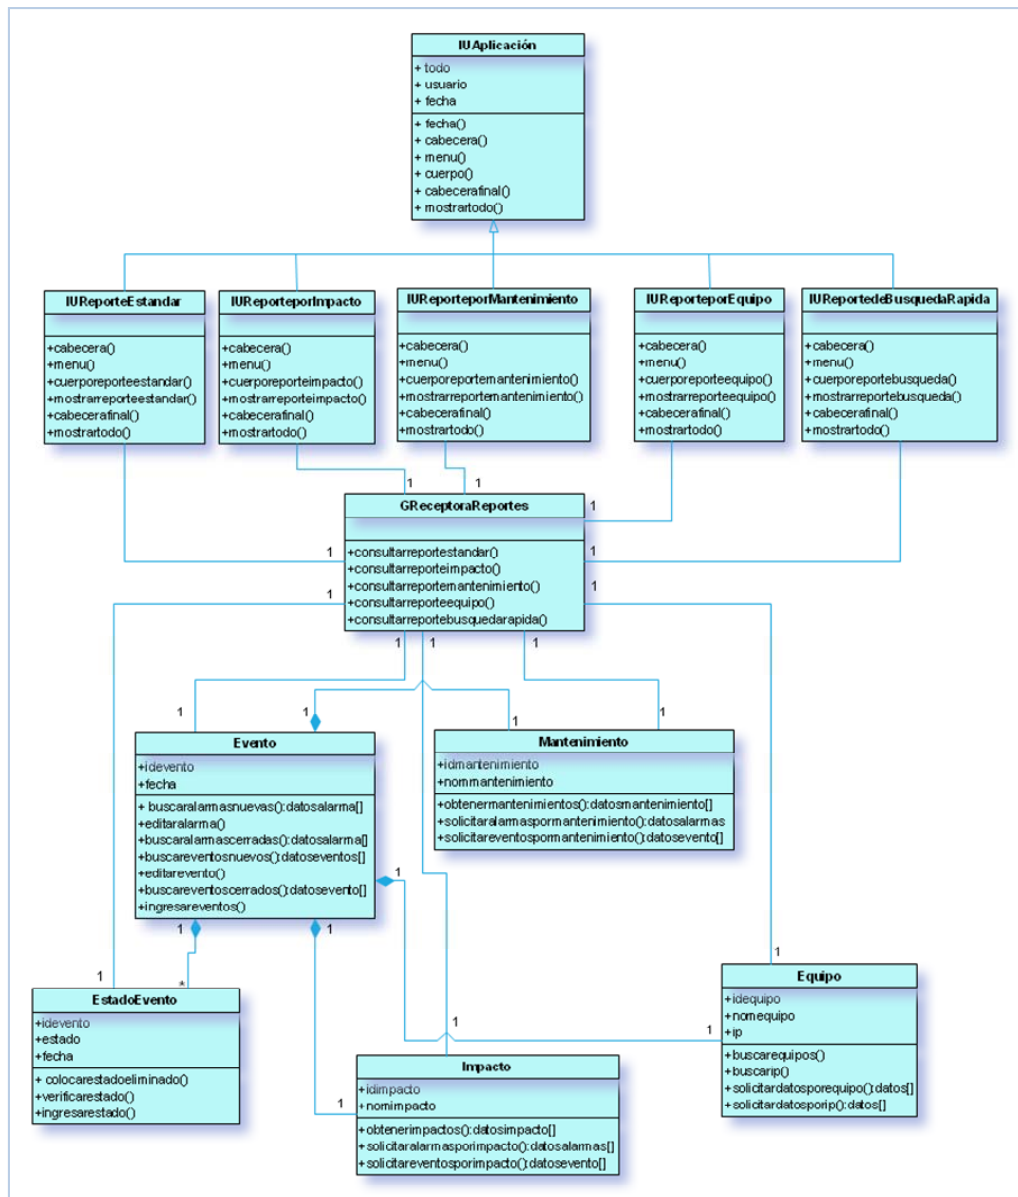 IUAplicación
+ todo
+ usuario
+ fecha
+ fecha()
+ cabecera()
+ menu()
+ cuerpo()
+ cabecerafinal()
+ mostrartodo()
IUReporteEstandar
+cabecera()
+menu()
+cuerporeporteestandar()
+mostrarreporteestandar()
+cabecerafinal()
+mostrartodo()
IUReporteporImpacto
+cabecera()
+menu()
+cuerporeporteimpacto()
+mostrarreporteimpacto()
+cabecerafinal()
+mostrartodo()
IUReporteporMantenimiento
+cabecera()
+menu()
+cuerporeportemantenimiento()
+mostrarreportemantenimiento()
+cabecerafinal()
+mostrartodo()
IUReporteporEquipo
+cabecera()
+menu()
+cuerporeporteequipo()
+mostrarreporteequipo()
+cabecerafinal()
+mostrartodo()
IUReportedeBusquedaRapida
+cabecera()
+menu()
+cuerporeportebusqueda()
+mostrarreportebusqueda()
+cabecerafinal()
+mostrartodo()
1
1
1
1
1
GReceptoraReportes
+consultarreportestandar()
+consultarreporteimpacto()
+consultarreportemantenimiento()
+consultarreporteequipo()
+consultarreportebusquedarapida()
1
1
1
1
1
1
1
1
1
Evento
+idevento
+fecha
+ buscaralarmasnuevas():datosalarma[]
+editaralarma()
+buscaralarmascerradas():datosalarma[]
+buscareventosnuevos():datoseventos[]
+editarevento()
+buscareventoscerrados():datosevento[]
+ingresareventos()
Mantenimiento
+idmantenimiento
+nommantenimiento
+obtenermantenimientos():datosmantenimiento[]
+solicitaralarmaspormantenimiento():datosalarmas
+solicitareventospormantenimiento():datosevento[]
1
1
1
1
1
*
1
1
1
1
EstadoEvento
+idevento
+estado
+fecha
+ colocarestadoeliminado()
+verificarestado()
+ingresarestado()
Impacto
+idimpacto
+nomimpacto
+obtenerimpactos():datosimpacto[]
+solicitaralarmasporimpacto():datosalarmas[]
+solicitareventosporimpacto():datosevento[]
Equipo
+idequipo
+nomequipo
+ip
+buscarequipos()
+buscarip()
+solicitardatosporequipo():datos[]
+solicitardatosporip():datos[]